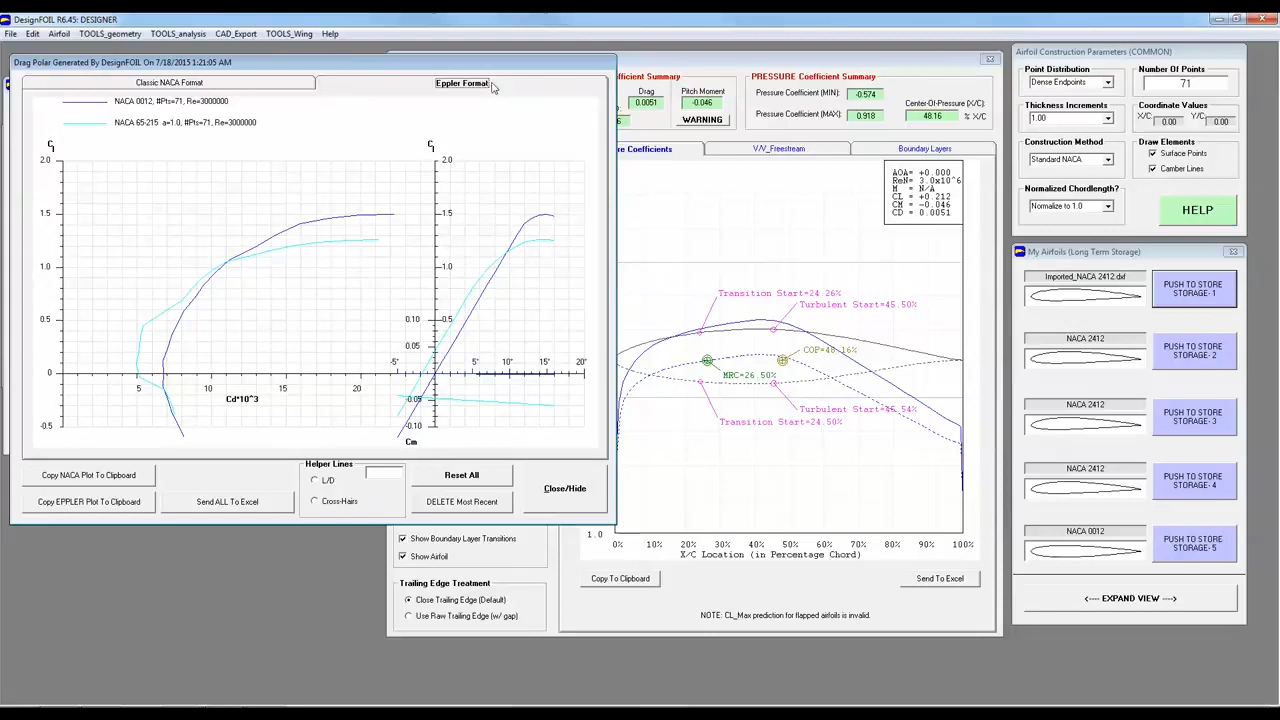 DesignFOIL R6.45: DESIGNER
File Edit Airfoil TOOLS_geometry TOOLS_analysis CAD_Export TOOLS_Wing Help
Drag Polar Generated By DesignFOIL On 7/18/2015 1:21:05 AM
Classic NACA Format
Eppler Format
NACA 0012, #Pts=71, Re=3000000
NACA 65-215 a=1.0, #Pts=71, Re=3000000
Cl
Cl
2.0
2.0
1.5
1.5
1.0
1.0
0.5
0.10 0.5
0.05
-5° 5° 10° 15° 20°
0
5 10 15 20
Cd*10^3
-0.05
-0.5
-0.10
Cm
Copy NACA Plot To Clipboard
Copy EPPLER Plot To Clipboard
Send ALL To Excel
Helper Lines
L/D
Cross-Hairs
Reset All
DELETE Most Recent
Close/Hide
efficient Summary
Drag
0.0051
Pitch Moment
-0.046
6
WARNING
PRESSURE Coefficient Summary
Pressure Coefficient (MIN): -0.574
Pressure Coefficient (MAX): 0.918
Center-Of-Pressure (X/C):
48.16 % X/C
re Coefficients
V/V_Freestream
Boundary Layers
AOA= +0.000
ReN= 3.0x10^6
M = N/A
CL = +0.212
CM = -0.046
CD = 0.0051
Transition Start=24.26%
Turbulent Start=45.50%
COP=48.16%
MRC=26.50%
Turbulent Start=45.54%
Transition Start=24.50%
1.0
0% 10% 20% 30% 40% 50% 60% 70% 80% 90% 100%
X/C Location (in Percentage Chord)
Copy To Clipboard
Send To Excel
NOTE: CL_Max prediction for flapped airfoils is invalid.
Show Boundary Layer Transitions
Show Airfoil
Trailing Edge Treatment
Close Trailing Edge (Default)
Use Raw Trailing Edge (w/ gap)
Airfoil Construction Parameters (COMMON)
Point Distribution
Dense Endpoints
Number Of Points
71
Thickness Increments
1.00
Coordinate Values
X/C Y/C
0.00 0.00
Construction Method
Standard NACA
Draw Elements
Surface Points
Camber Lines
Normalized Chordlength?
Normalize to 1.0
HELP
My Airfoils (Long Term Storage)
Imported_NACA 2412.dxf
PUSH TO STORE
STORAGE- 1
NACA 2412
PUSH TO STORE
STORAGE- 2
NACA 2412
PUSH TO STORE
STORAGE- 3
NACA 2412
PUSH TO STORE
STORAGE- 4
NACA 0012
PUSH TO STORE
STORAGE- 5
<---- EXPAND VIEW ---->